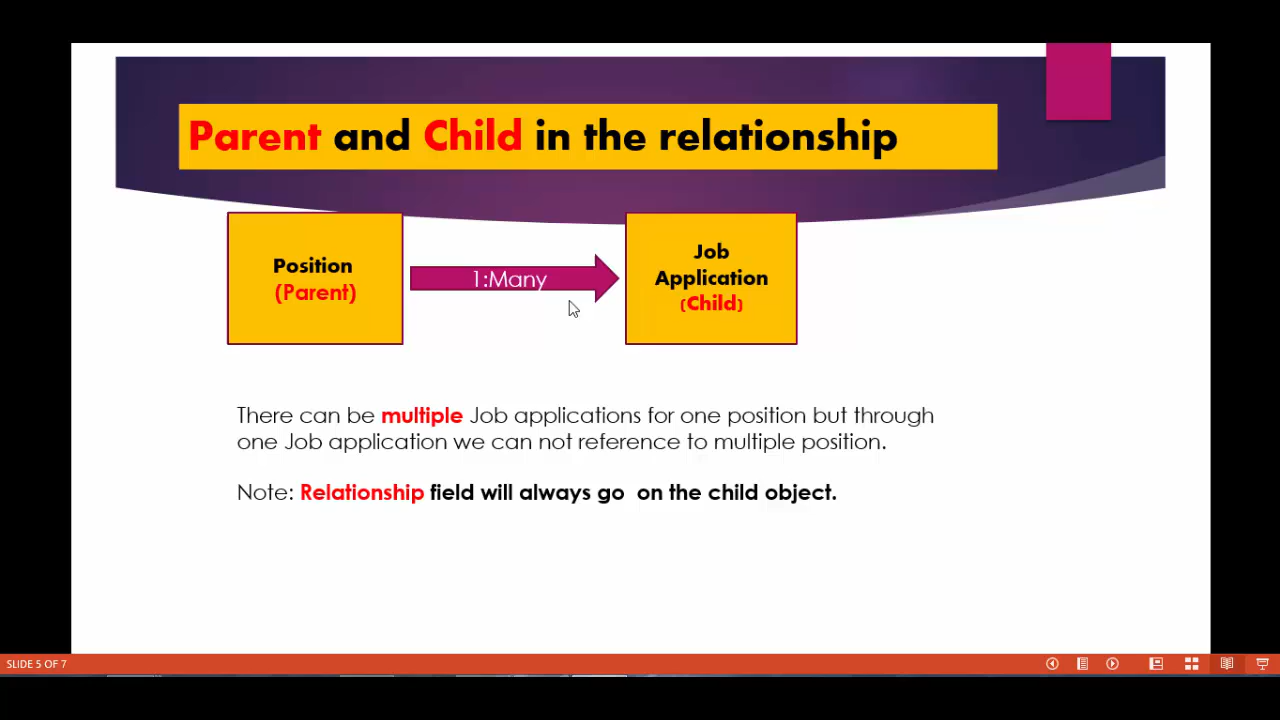 Parent and Child in the relationship
Position
(Parent)
1:Many
Job
Application
(Child)
There can be multiple Job applications for one position but through
one Job application we can not reference to multiple position.
Note: Relationship field will always go  on the child object.
SLIDE 5 OF 7